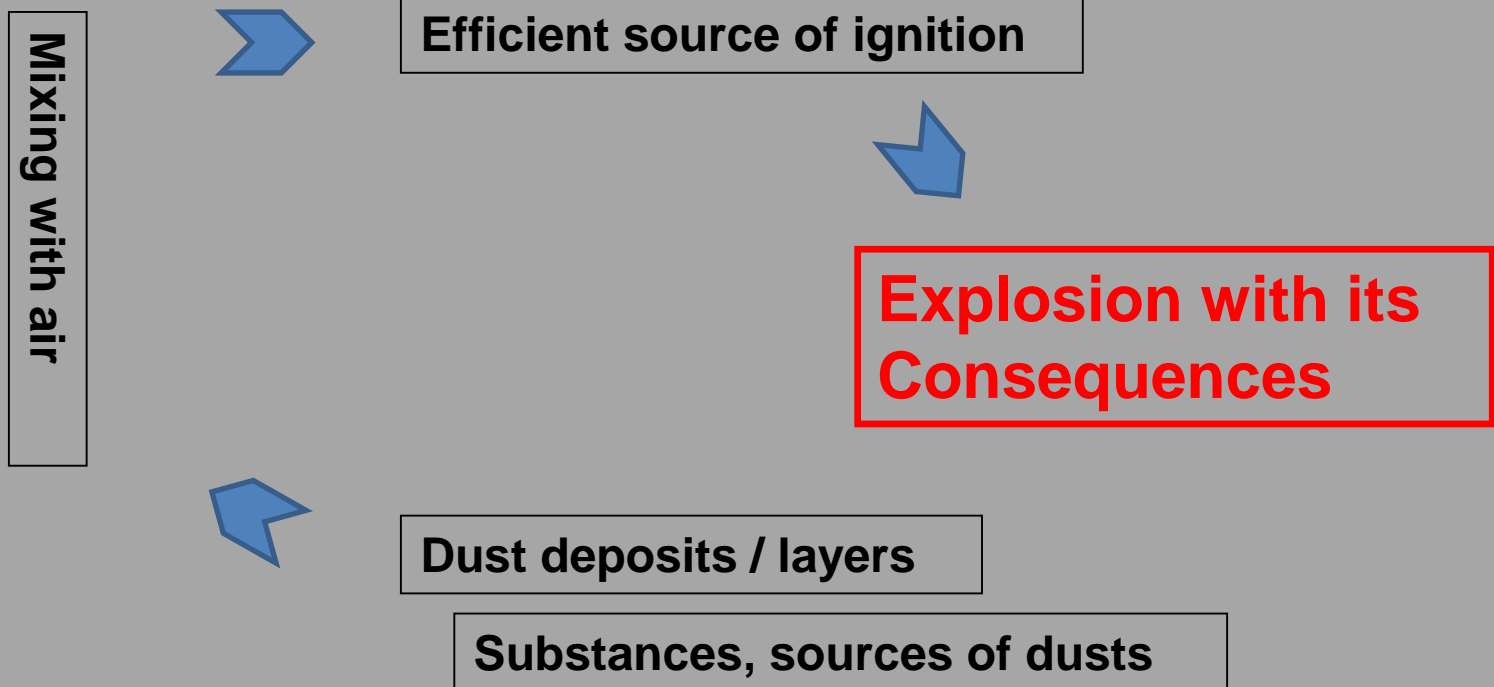 Mixing with air
Efficient source of ignition
Explosion with its
Consequences
Dust deposits / layers
Substances, sources of dusts